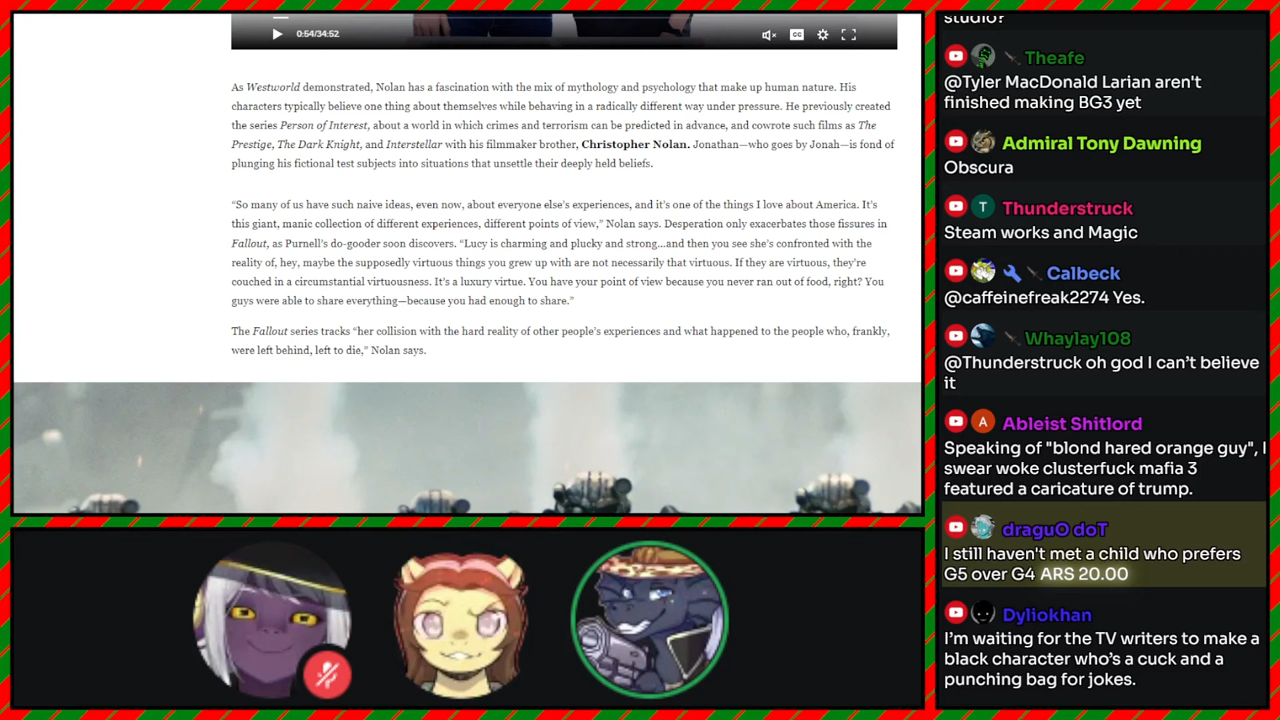 0:54/34:52
CC
As Westworld demonstrated, Nolan has a fascination with the mix of mythology and psychology that make up human nature. His
characters typically believe one thing about themselves while behaving in a radically different way under pressure. He previously created
the series Person of Interest, about a world in which crimes and terrorism can be predicted in advance, and cowrote such films as The
Prestige, The Dark Knight, and Interstellar with his filmmaker brother, Christopher Nolan. Jonathan—who goes by Jonah—is fond of
plunging his fictional test subjects into situations that unsettle their deeply held beliefs.
“So many of us have such naive ideas, even now, about everyone else’s experiences, and it’s one of the things I love about America. It’s
this giant, manic collection of different experiences, different points of view,” Nolan says. Desperation only exacerbates those fissures in
Fallout, as Purnell’s do-gooder soon discovers. “Lucy is charming and plucky and strong…and then you see she’s confronted with the
reality of, hey, maybe the supposedly virtuous things you grew up with are not necessarily that virtuous. If they are virtuous, they’re
couched in a circumstantial virtuousness. It’s a luxury virtue. You have your point of view because you never ran out of food, right? You
guys were able to share everything—because you had enough to share.”
The Fallout series tracks “her collision with the hard reality of other people’s experiences and what happened to the people who, frankly,
were left behind, left to die,” Nolan says.
studio?
Theafe
@Tyler MacDonald Larian aren't
finished making BG3 yet
Admiral Tony Dawning
Obscura
T Thunderstruck
Steam works and Magic
Calbeck
@caffeinefreak2274 Yes.
Whaylay108
@Thunderstruck oh god I can’t believe
it
A Ableist Shitlord
Speaking of "blond hared orange guy", I
swear woke clusterfuck mafia 3
featured a caricature of trump.
draguO doT
I still haven't met a child who prefers
G5 over G4 ARS 20.00
Dyliokhan
I’m waiting for the TV writers to make a
black character who’s a cuck and a
punching bag for jokes.